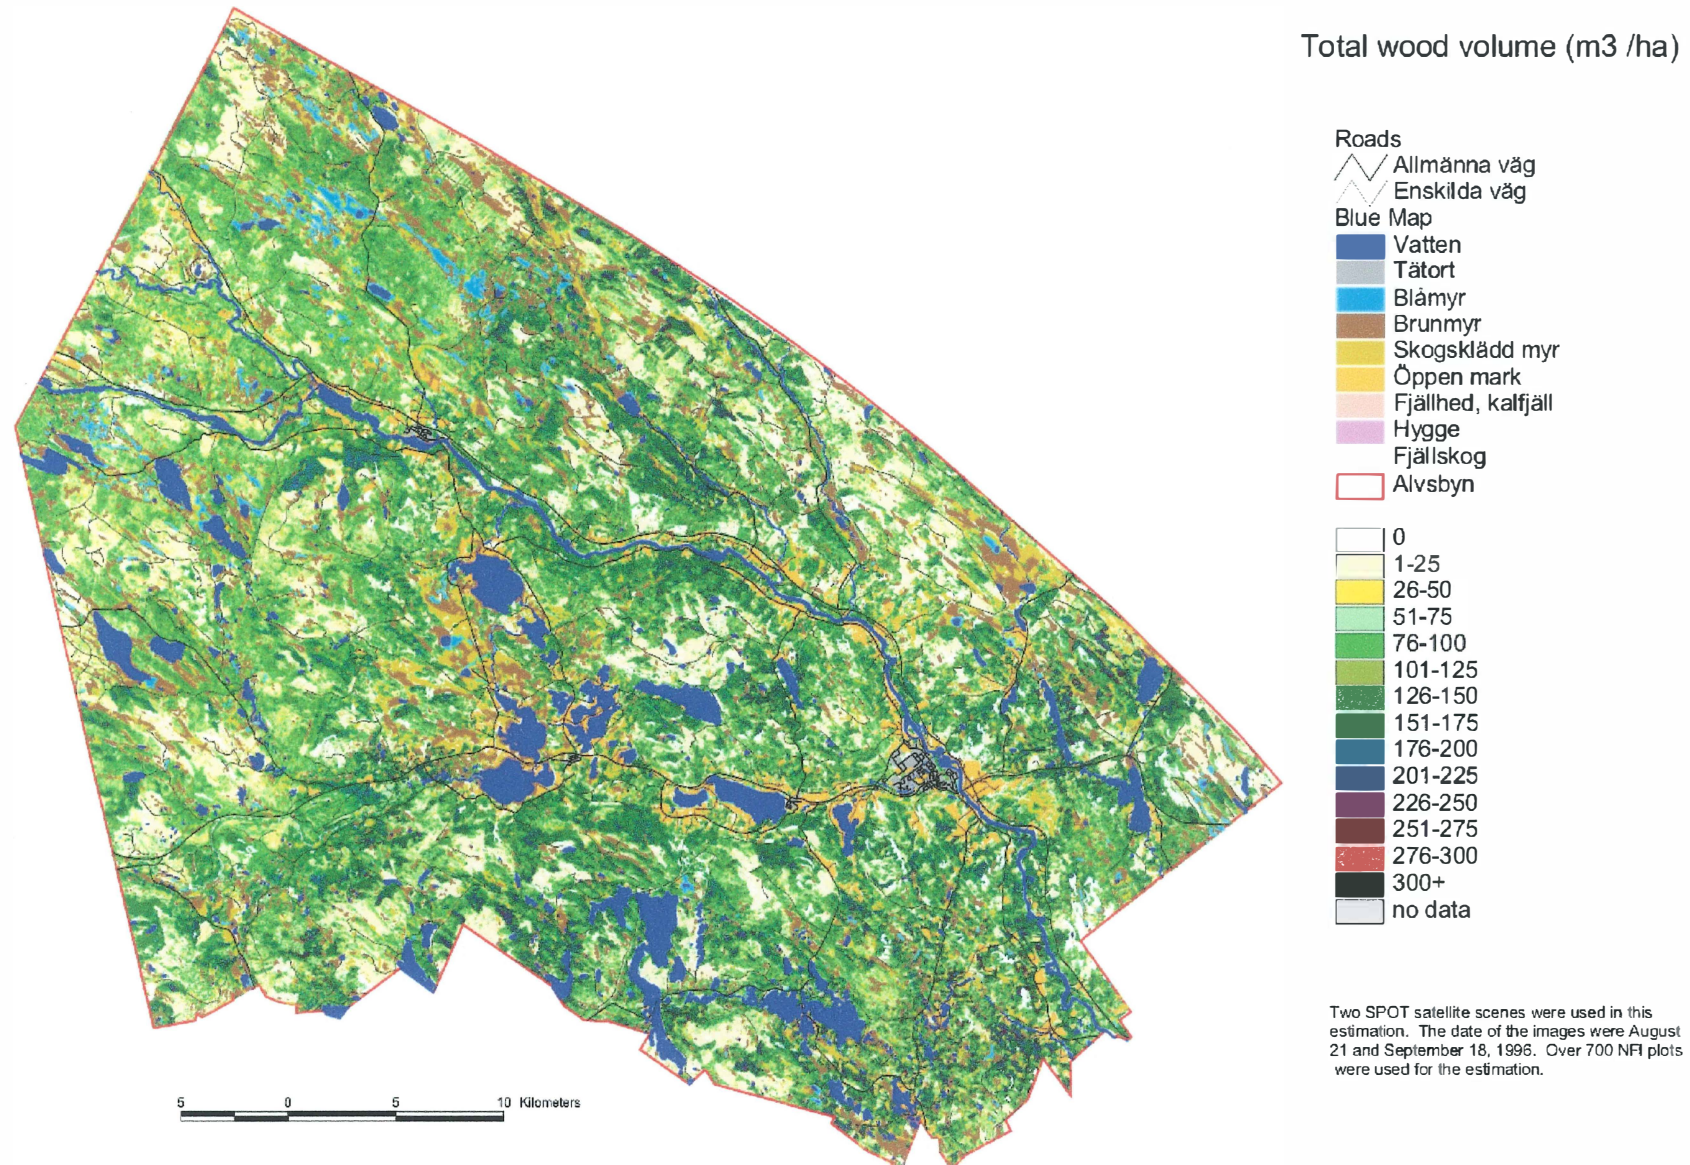 Total wood volume (m3 /ha)
Roads
Allmänna väg
Enskilda väg
Blue Map
Vatten
Tätort
Blåmyr
Brunmyr
Skogsklädd myr
Öppen mark
Fjällhed, kalfjäll
Hygge
Fjällskog
Alvsbyn
0
1-25
26-50
51-75
76-100
101-125
126-150
151-175
176-200
201-225
226-250
251-275
276-300
300+
no data
Two SPOT satellite scenes were used in this
estimation. The date of the images were August
21 and September 18, 1996. Over 700 NFI plots
were used for the estimation.
5 0 5 10 Kilometers